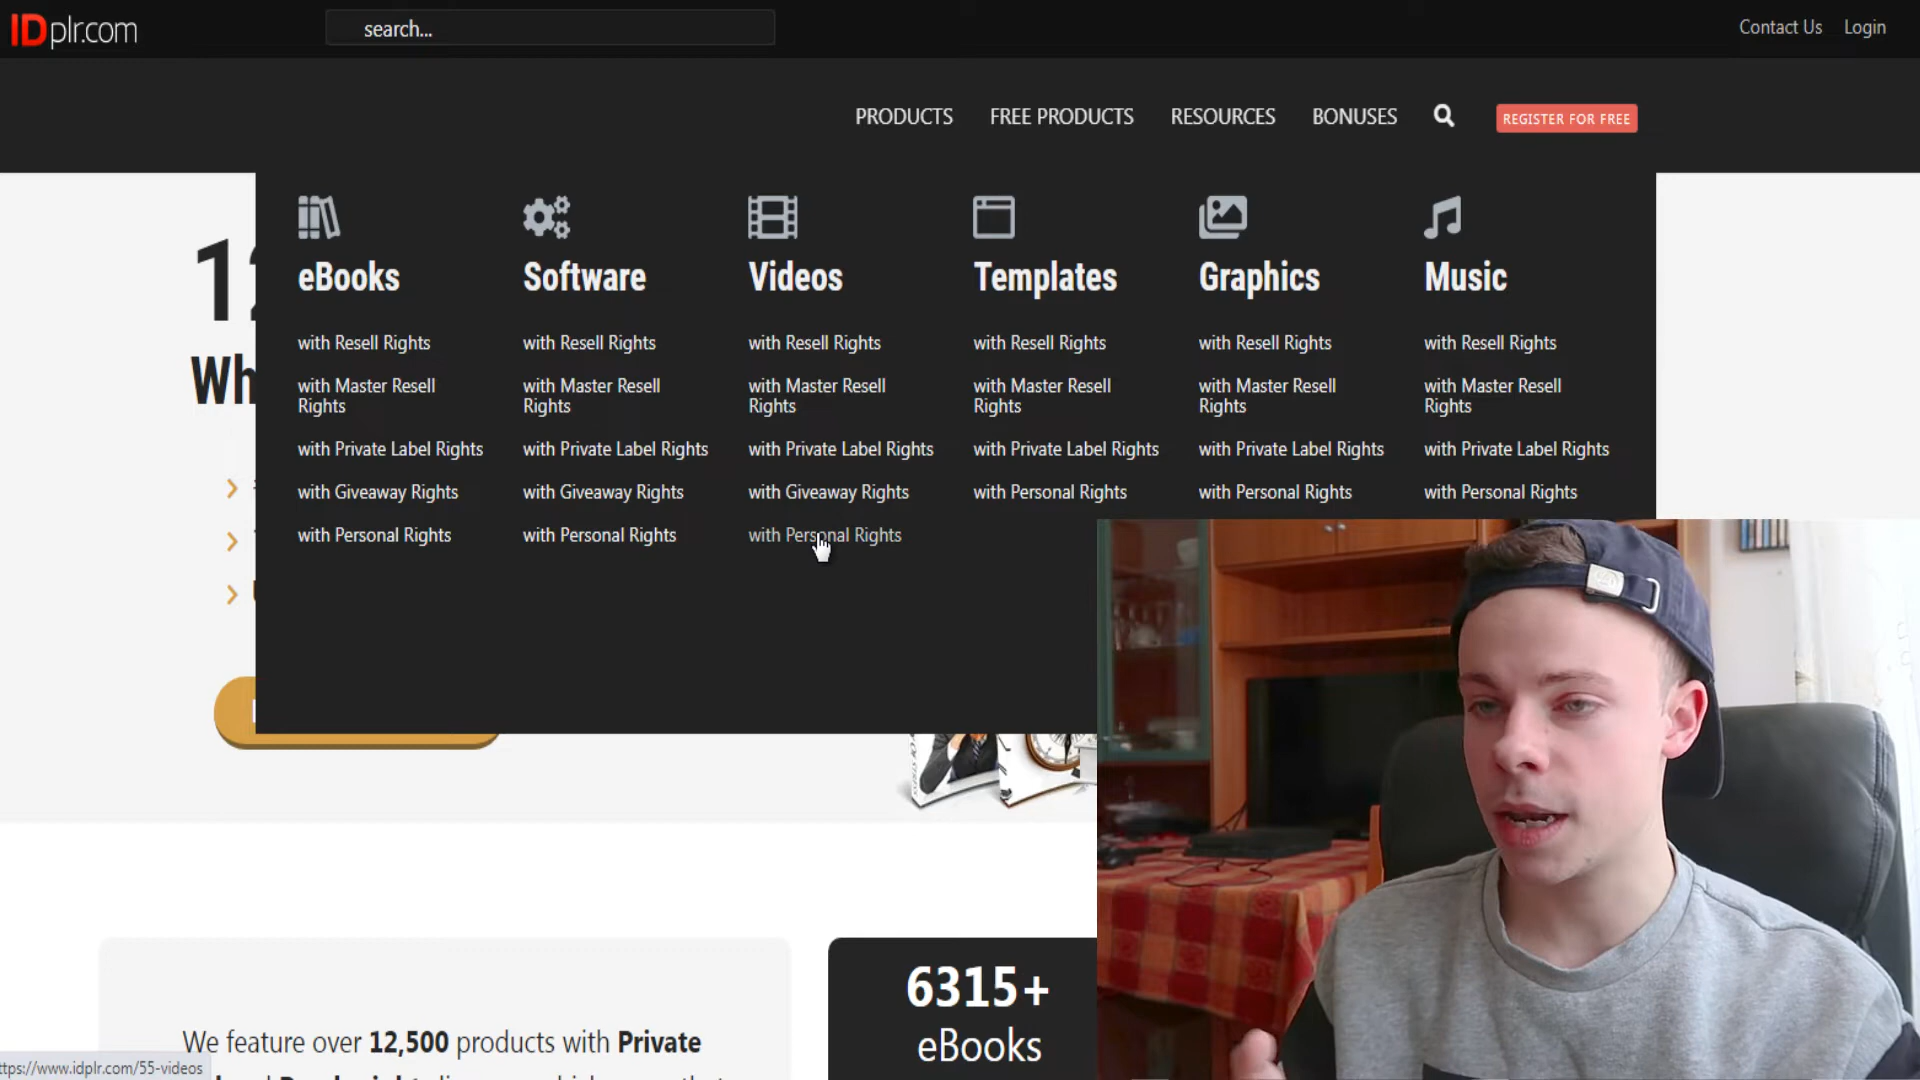 IDplr.com
search...
Contact Us Login
PRODUCTS FREE PRODUCTS RESOURCES BONUSES REGISTER FOR FREE
eBooks
with Resell Rights
with Master Resell
Rights
with Private Label Rights
with Giveaway Rights
with Personal Rights
Software
with Resell Rights
with Master Resell
Rights
with Private Label Rights
with Giveaway Rights
with Personal Rights
Videos
with Resell Rights
with Master Resell
Rights
with Private Label Rights
with Giveaway Rights
with Personal Rights
Templates
with Resell Rights
with Master Resell
Rights
with Private Label Rights
with Personal Rights
Graphics
with Resell Rights
with Master Resell
Rights
with Private Label Rights
with Personal Rights
Music
with Resell Rights
with Master Resell
Rights
with Private Label Rights
with Personal Rights
6315+
eBooks
We feature over 12,500 products with Private
ttps://www.idplr.com/55-videos